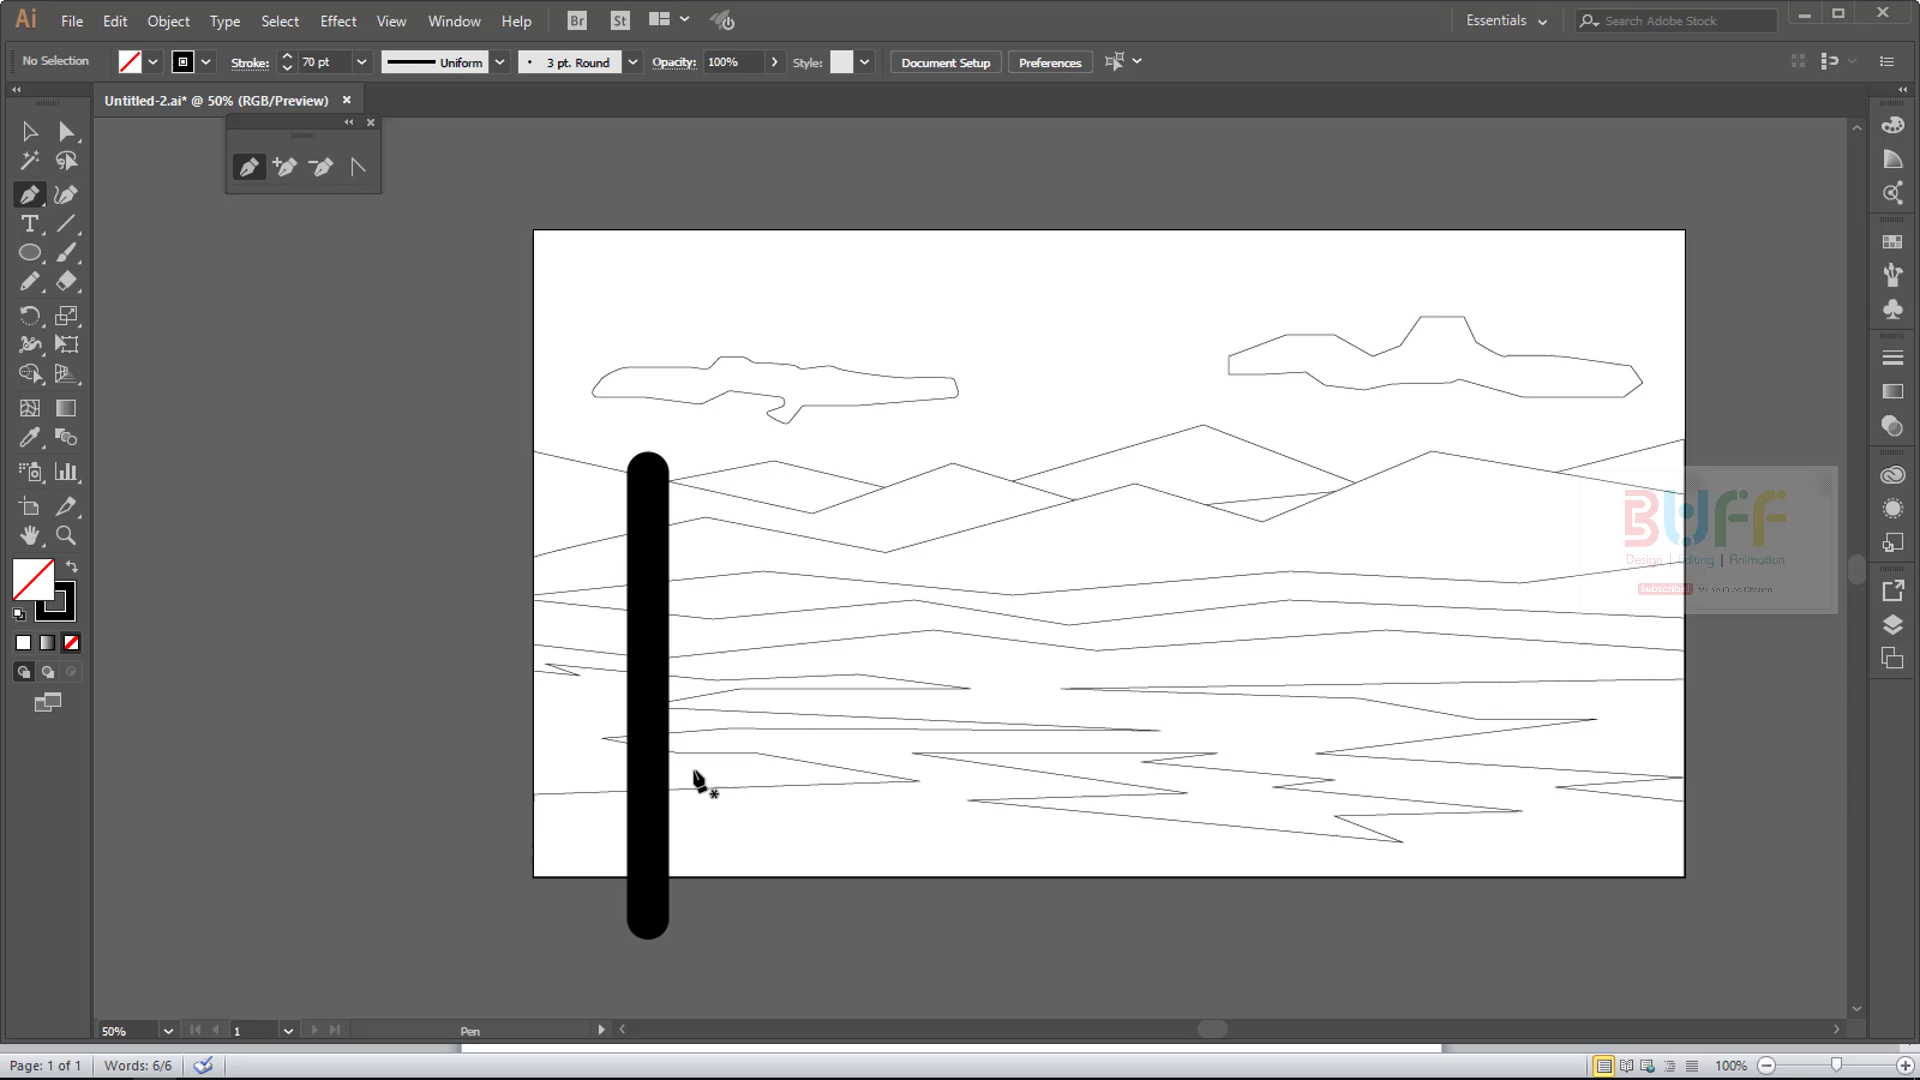 Ai File Edit Object Type Select Effect View Window Help Br St Essentials Search Adobe Stock
No Selection Stroke: 70 pt Uniform 3 pt. Round Opacity: 100% Style: Document Setup Preferences
Untitled-2.ai* @ 50% (RGB/Preview)
BUFF
Design | Editing | Animation
Subscribe!
50% 1 Pen
Page: 1 of 1 Words: 6/6 100%